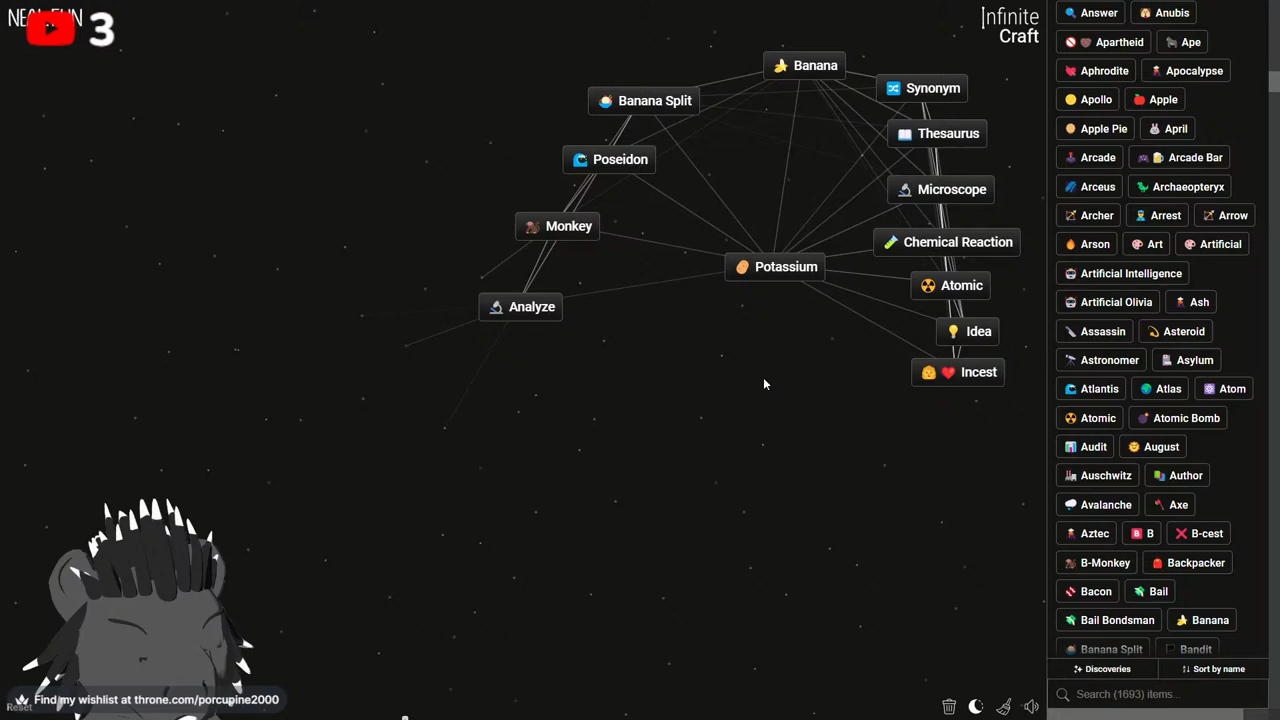 NEAL.FUN
3
Infinite
Craft
Banana
Synonym
Banana Split
Thesaurus
Poseidon
Microscope
Monkey
Chemical Reaction
Potassium
Atomic
Analyze
Idea
Incest
Answer Anubis
Apartheid Ape
Aphrodite Apocalypse
Apollo Apple
Apple Pie April
Arcade Arcade Bar
Arceus Archaeopteryx
Archer Arrest Arrow
Arson Art Artificial
Artificial Intelligence
Artificial Olivia Ash
Assassin Asteroid
Astronomer Asylum
Atlantis Atlas Atom
Atomic Atomic Bomb
Audit August
Auschwitz Author
Avalanche Axe
Aztec B B B-cest
B-Monkey Backpacker
Bacon Bail
Bail Bondsman Banana
Banana Split Bandit
Discoveries Sort by name
Search (1693) items...
Find my wishlist at throne.com/porcupine2000
Reset